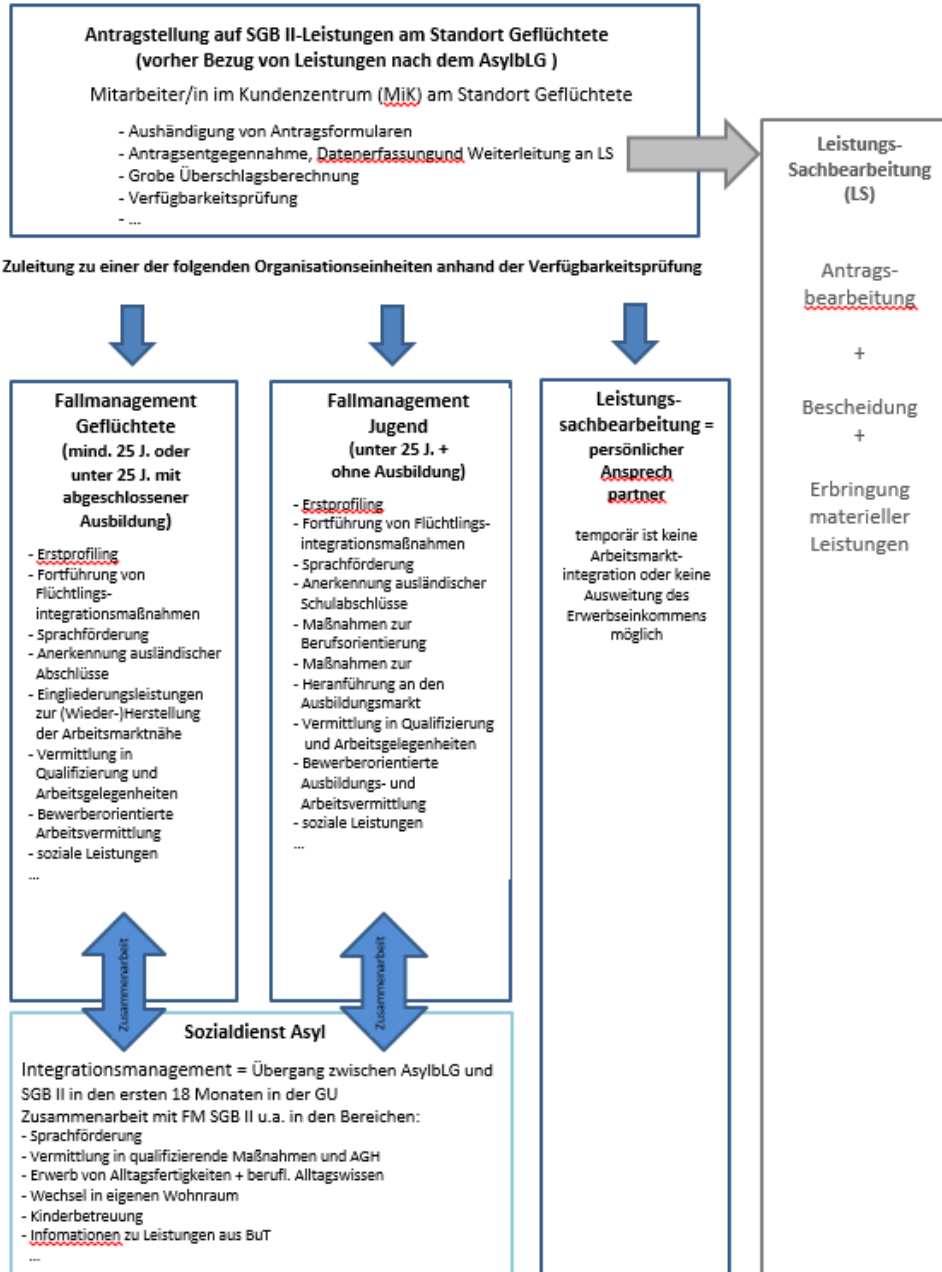 Antragstellung auf SGB II-Leistungen am Standort Geflüchtete
(vorher Bezug von Leistungen nach dem AsylbLG )
Mitarbeiter/in im Kundenzentrum (MiK) am Standort Geflüchtete
- Aushändigung von Antragsformularen
- Antragsentgegennahme, Datenerfassungund Weiterleitung an LS
- Grobe Überschlagsberechnung
- Verfügbarkeitsprüfung
- ...
Leistungs-
Sachbearbeitung
(LS)
Antrags-
bearbeitung
+
Bescheidung
+
Erbringung
materieller
Leistungen
Zuleitung zu einer der folgenden Organisationseinheiten anhand der Verfügbarkeitsprüfung
Fallmanagement
Geflüchtete
(mind. 25 J. oder
unter 25 J. mit
abgeschlossener
Ausbildung)
- Erstprofiling
- Fortführung von
Flüchtlings-
integrationsmaßnahmen
- Sprachförderung
- Anerkennung ausländischer
Abschlüsse
- Eingliederungsleistungen
zur (Wieder-)Herstellung
der Arbeitsmarktnähe
- Vermittlung in
Qualifizierung und
Arbeitsgelegenheiten
- Bewerberorientierte
Arbeitsvermittlung
- soziale Leistungen
...
Fallmanagement
Jugend
(unter 25 J. +
ohne Ausbildung)
- Erstprofiling
- Fortführung von Flüchtlings-
integrationsmaßnahmen
- Sprachförderung
- Anerkennung ausländischer
Schulabschlüsse
- Maßnahmen zur
Berufsorientierung
- Maßnahmen zur
- Heranführung an den
Ausbildungsmarkt
- Vermittlung in Qualifizierung
und Arbeitsgelegenheiten
- Bewerberorientierte
Ausbildungs- und
Arbeitsvermittlung
- soziale Leistungen
...
Leistungs-
sachbearbeitung =
persönlicher
Ansprech
partner
temporär ist keine
Arbeitsmarkt-
integration oder keine
Ausweitung des
Erwerbseinkommens
möglich
Zusammenarbeit
Zusammenarbeit
Sozialdienst Asyl
Integrationsmanagement = Übergang zwischen AsylbLG und
SGB II in den ersten 18 Monaten in der GU
Zusammenarbeit mit FM SGB II u.a. in den Bereichen:
- Sprachförderung
- Vermittlung in qualifizierende Maßnahmen und AGH
- Erwerb von Alltagsfertigkeiten + berufl. Alltagswissen
- Wechsel in eigenen Wohnraum
- Kinderbetreuung
- Infomationen zu Leistungen aus BuT
...